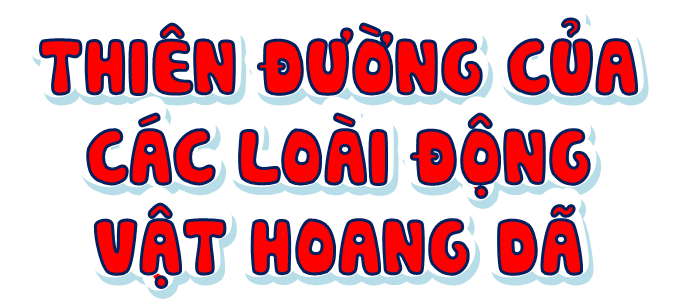 THIÊN ĐƯỜNG CỦA
CÁC LOÀI ĐỘNG
VẬT HOANG DÃ